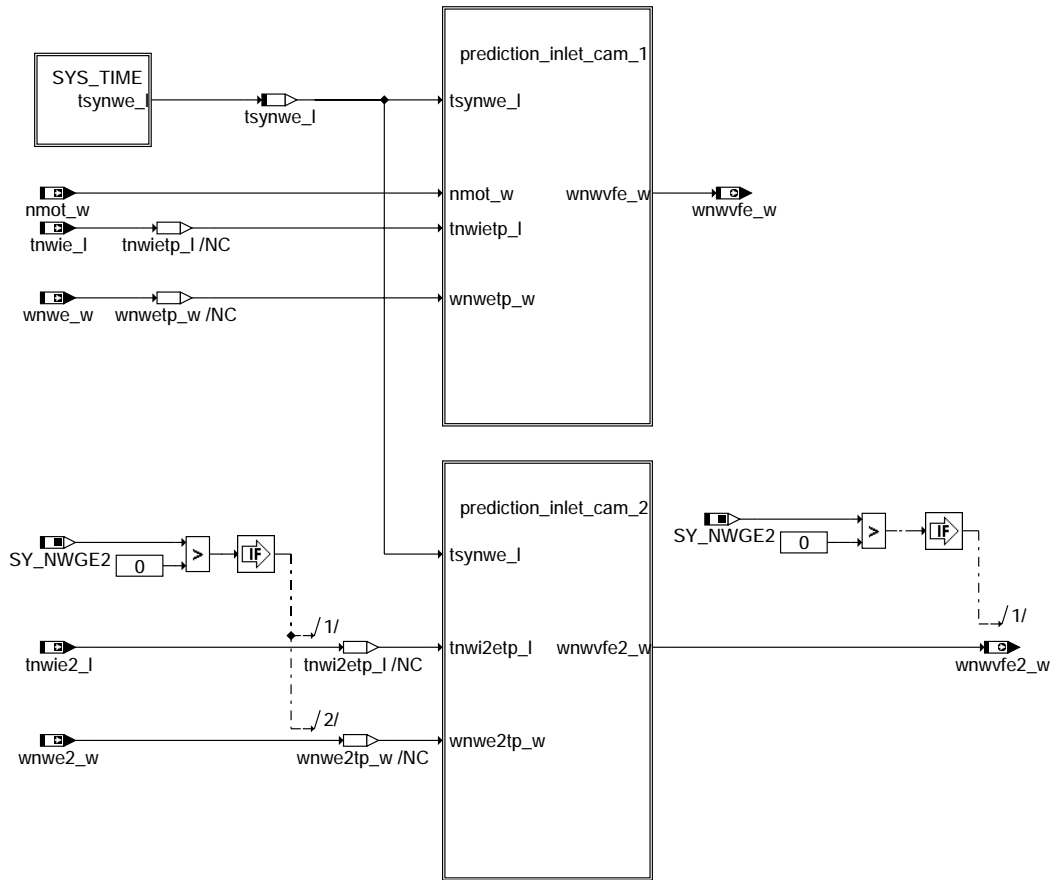 prediction_inlet_cam_1
SYS_TIME
tsynwe_l
tsynwe_l
tsynwe_l
nmot_w
nmot_w
wnwvfe_w
wnwvfe_w
tnwie_l
tnwietp_l /NC
tnwietp_l
wnwe_w
wnwetp_w /NC
wnwetp_w
prediction_inlet_cam_2
SY_NWGE2
0
>
IF
tsynwe_l
SY_NWGE2
0
>
IF
1/
1/
tnwie2_l
tnwi2etp_l /NC
tnwi2etp_l
wnwvfe2_w
wnwvfe2_w
2/
wnwe2_w
wnwe2tp_w /NC
wnwe2tp_w